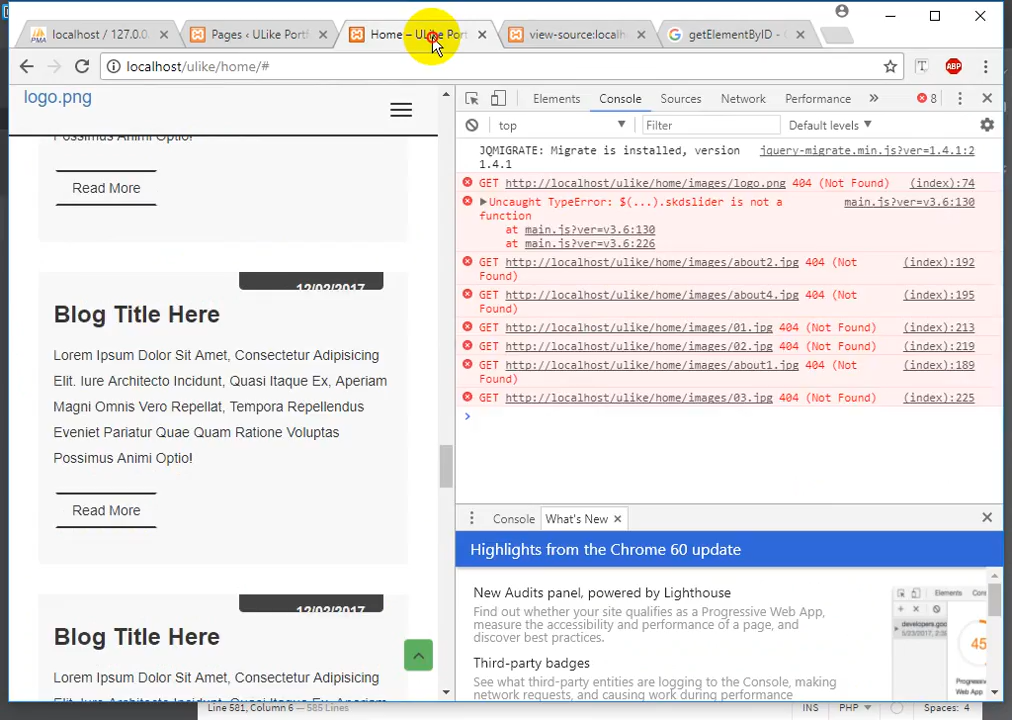 localhost / 127.0.0.
Pages ‹ ULike Portf
Home – ULike Port
view-source:localh
getElementByID -
localhost/ulike/home/#
T
ABP
logo.png
Possimus Animi Optio!
Read More
12/02/2017
Blog Title Here
Lorem Ipsum Dolor Sit Amet, Consectetur Adipisicing
Elit. Iure Architecto Incidunt, Quasi Itaque Ex, Aperiam
Magni Omnis Vero Repellat, Tempora Repellendus
Eveniet Pariatur Quae Quam Ratione Voluptas
Possimus Animi Optio!
Read More
12/02/2017
Blog Title Here
Lorem Ipsum Dolor Sit Amet, Consectetur Adipisicing
Elements Console Sources Network Performance » 8
top Filter Default levels
JQMIGRATE: Migrate is installed, version jquery-migrate.min.js?ver=1.4.1:2
1.4.1
GET http://localhost/ulike/home/images/logo.png 404 (Not Found) (index):74
Uncaught TypeError: $(...).skdslider is not a main.js?ver=v3.6:130
function
at main.js?ver=v3.6:130
at main.js?ver=v3.6:226
GET http://localhost/ulike/home/images/about2.jpg 404 (Not (index):192
Found)
GET http://localhost/ulike/home/images/about4.jpg 404 (Not (index):195
Found)
GET http://localhost/ulike/home/images/01.jpg 404 (Not Found) (index):213
GET http://localhost/ulike/home/images/02.jpg 404 (Not Found) (index):219
GET http://localhost/ulike/home/images/about1.jpg 404 (Not (index):189
Found)
GET http://localhost/ulike/home/images/03.jpg 404 (Not Found) (index):225
Console What's New
Highlights from the Chrome 60 update
New Audits panel, powered by Lighthouse
Find out whether your site qualifies as a Progressive Web App,
measure the accessibility and performance of a page, and
discover best practices.
Third-party badges
See what third-party entities are logging to the Console, making
network requests, and causing work during performance
Elements
developers.goo
45
Progress
Web App
Line 581, Column 6 — 585 Lines
INS PHP Spaces: 4